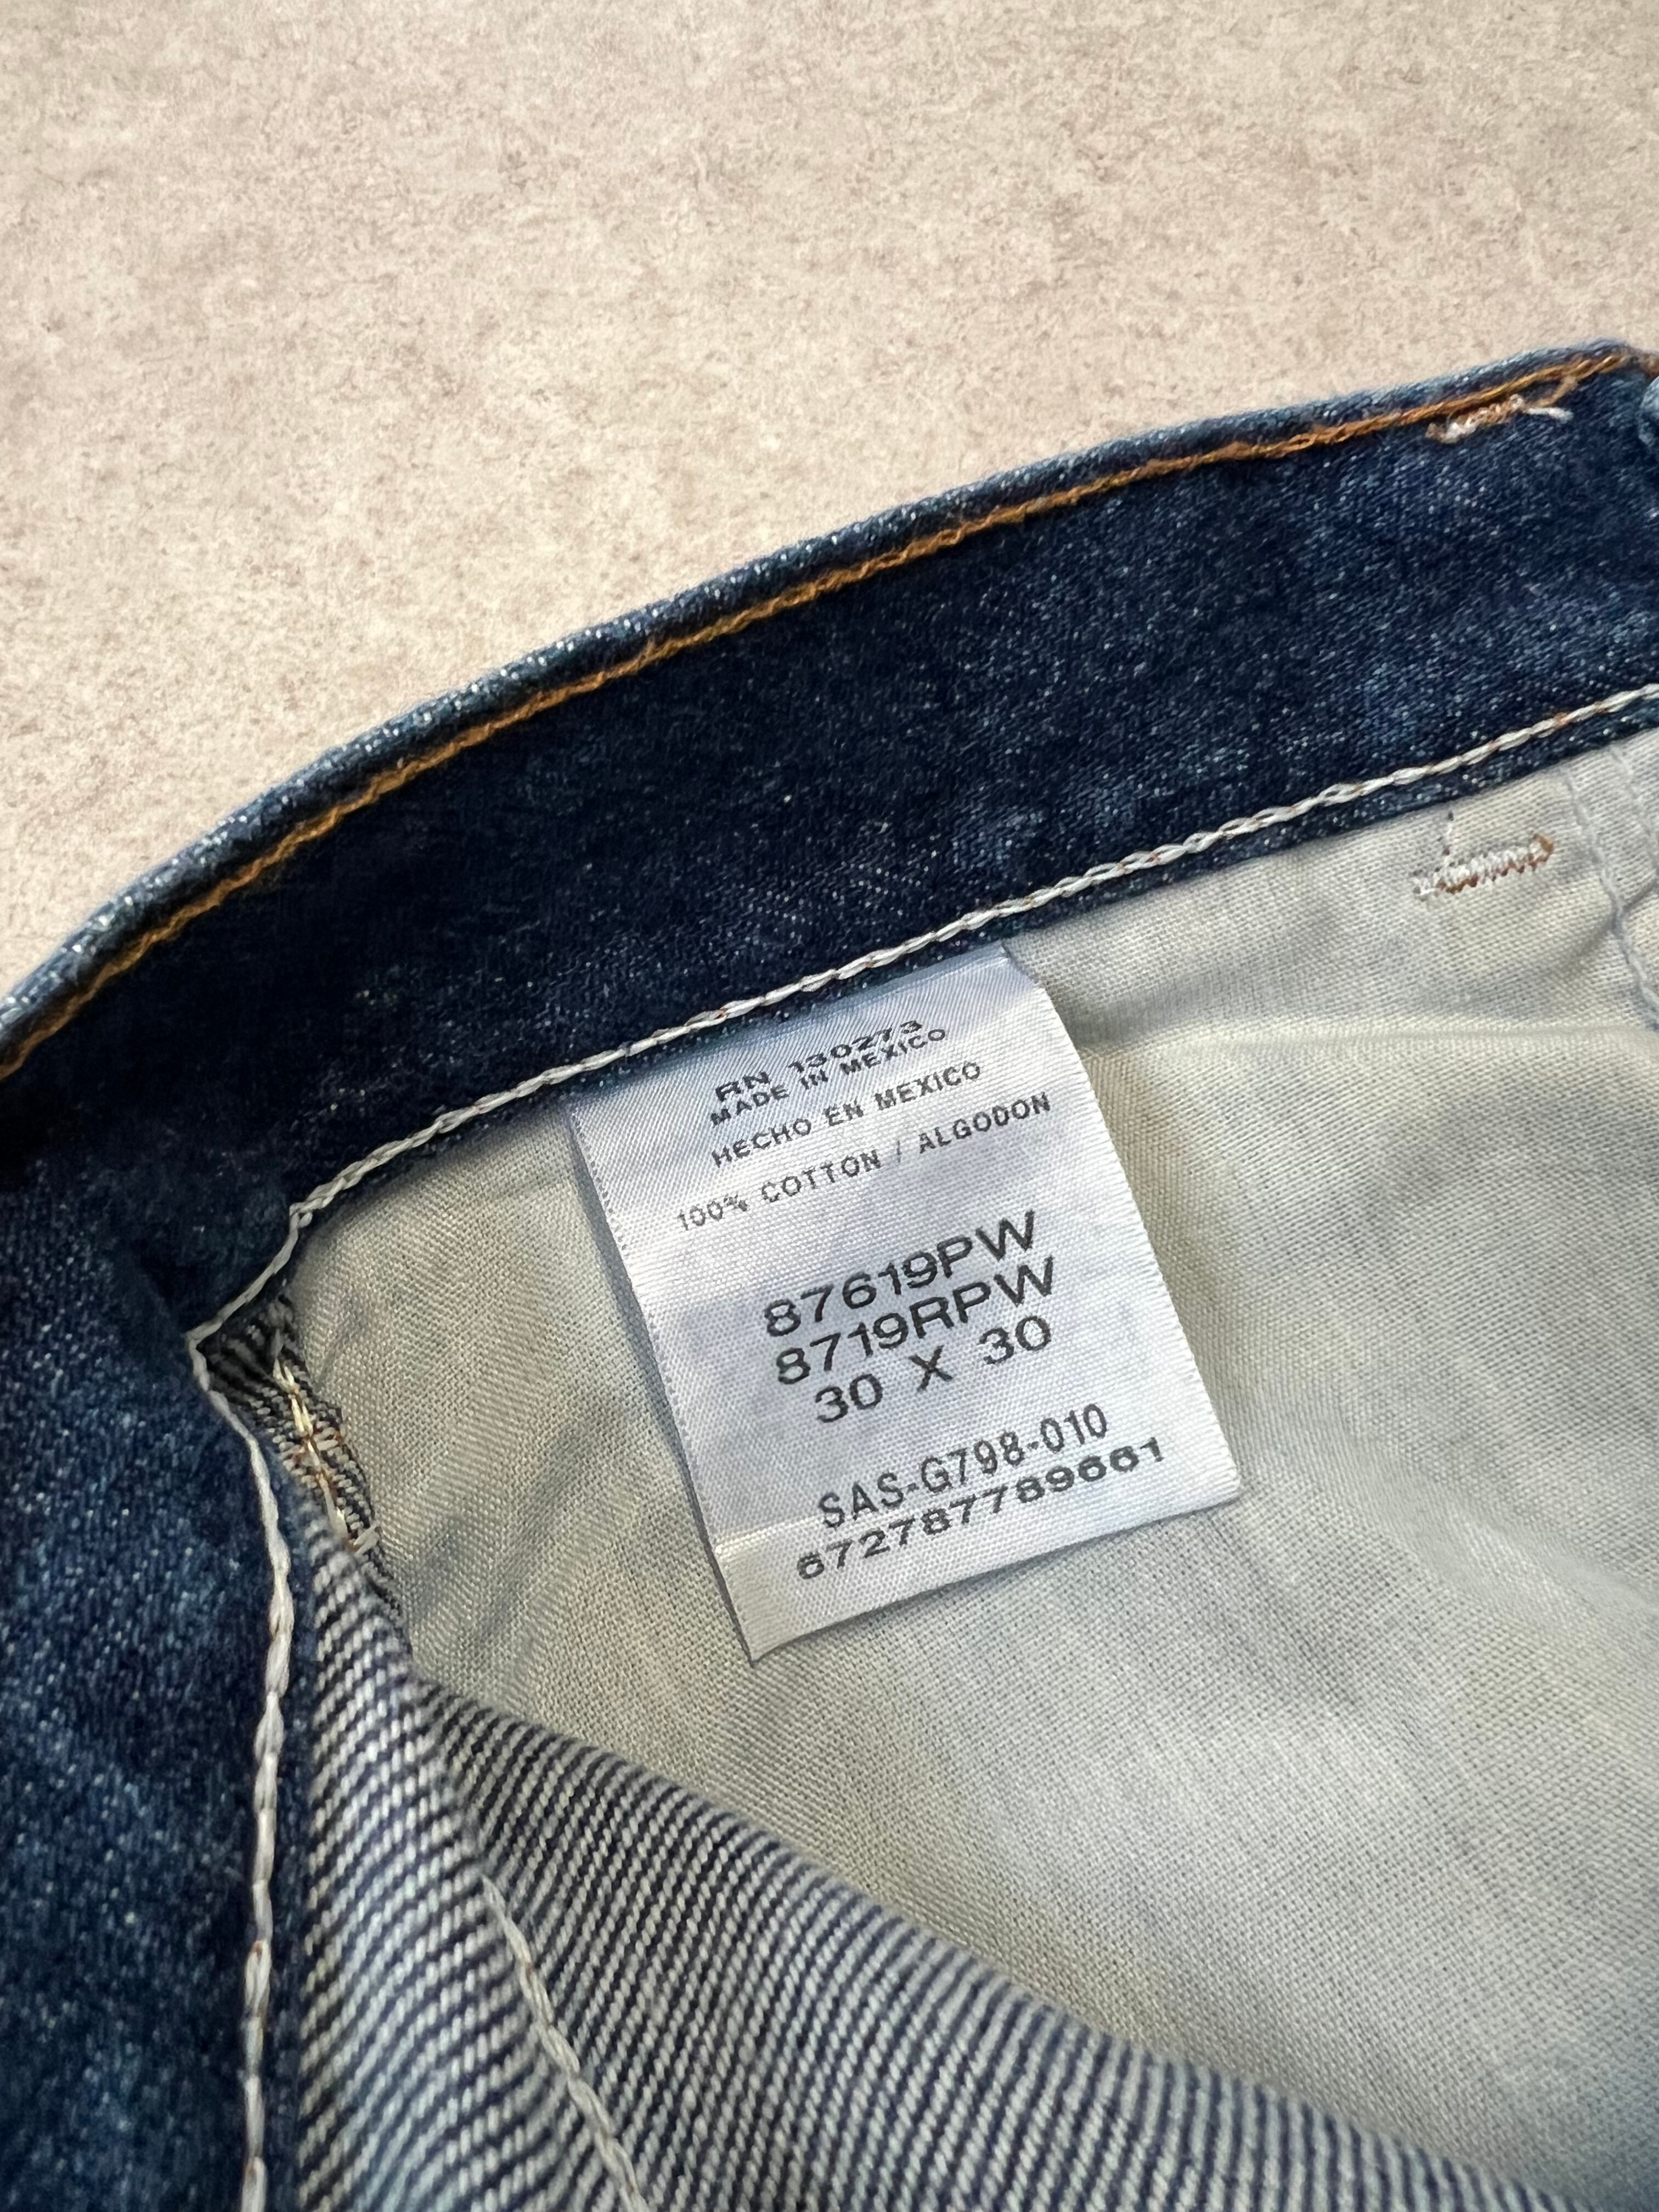 RN 130273
MADE IN MEXICO
HECHO EN MEXICO
100% COTTON / ALGODON
87619PW
8719RPW
30 X 30
SAS-G798-010
672787789661